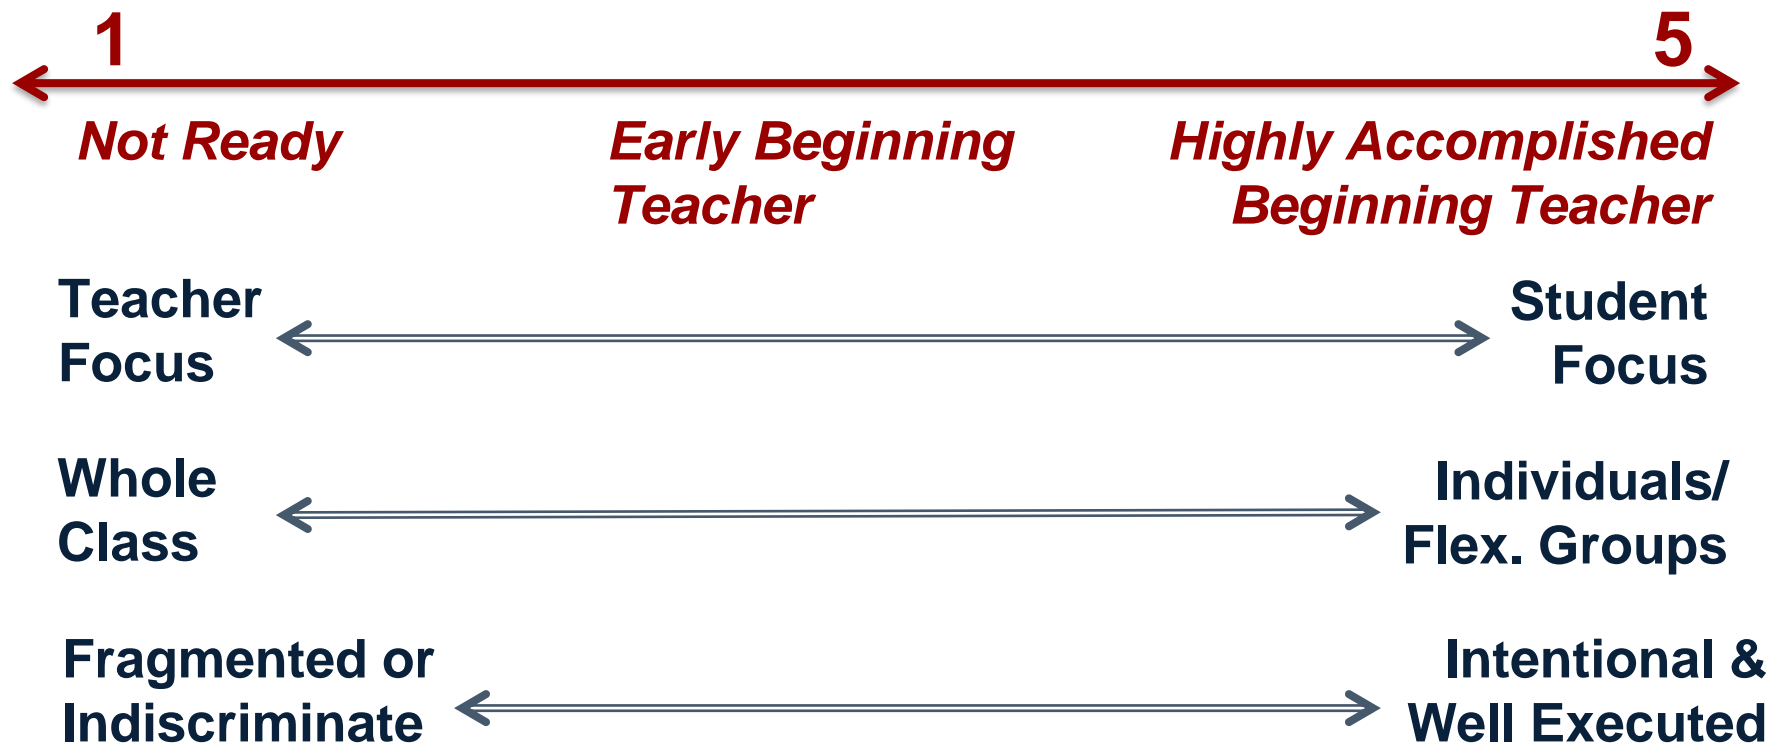 1 5
Not Ready
Early Beginning
Teacher
Highly Accomplished
Beginning Teacher
Teacher
Focus
Student
Focus
Whole
Class
Individuals/
Flex. Groups
Fragmented or
Indiscriminate
Intentional &
Well Executed